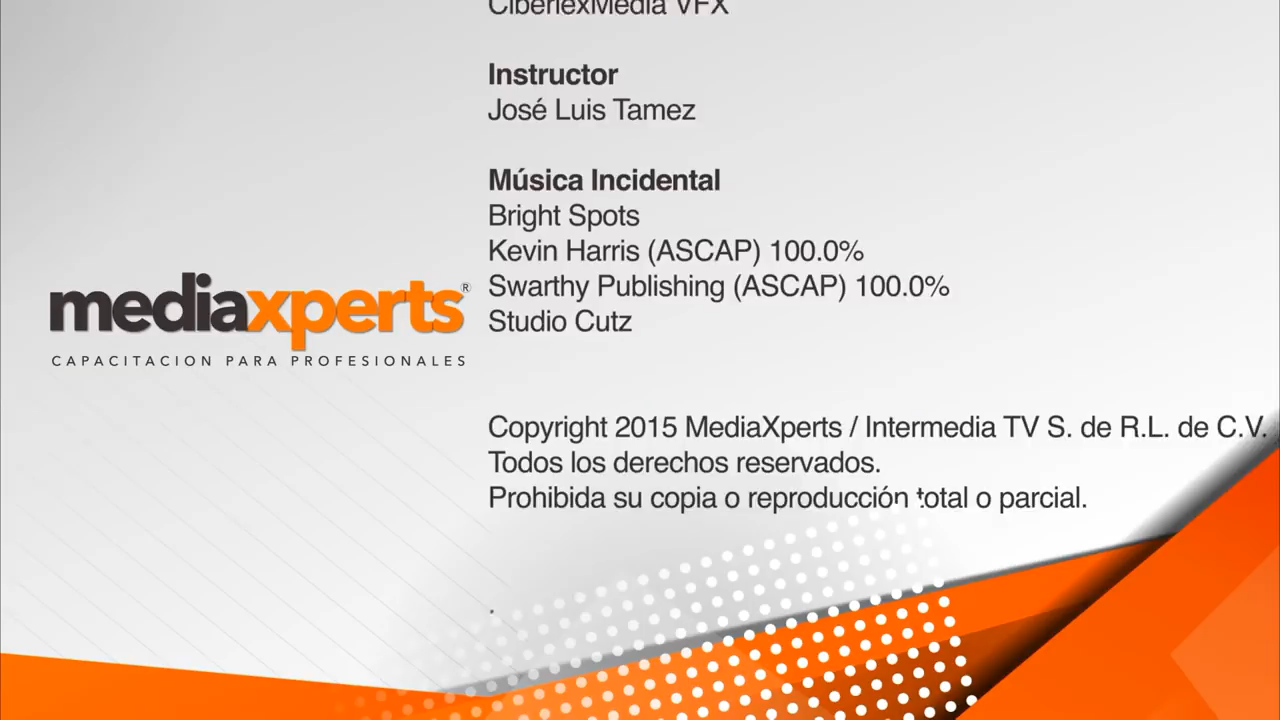 CiberlexMedia VFX
Instructor
José Luis Tamez
Música Incidental
Bright Spots
Kevin Harris (ASCAP) 100.0%
Swarthy Publishing (ASCAP) 100.0%
Studio Cutz
mediaxperts®
CAPACITACION PARA PROFESIONALES
Copyright 2015 MediaXperts / Intermedia TV S. de R.L. de C.V.
Todos los derechos reservados.
Prohibida su copia o reproducción total o parcial.
.